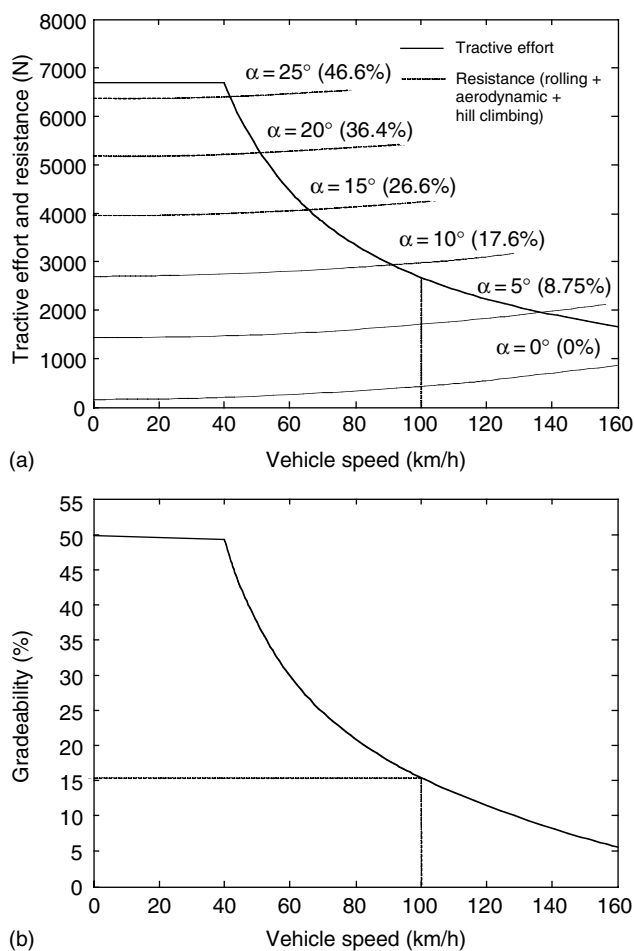 8000
7000
6000
5000
4000
3000
2000
1000
0
Tractive effort and resistance (N)
Tractive effort
Resistance (rolling +
aerodynamic +
hill climbing)
α = 25° (46.6%)
α = 20° (36.4%)
α = 15° (26.6%)
α = 10° (17.6%)
α = 5° (8.75%)
α = 0° (0%)
0 20 40 60 80 100 120 140 160
(a)
Vehicle speed (km/h)
55
50
45
40
35
30
25
20
15
10
5
0
Gradeability (%)
0 20 40 60 80 100 120 140 160
(b)
Vehicle speed (km/h)